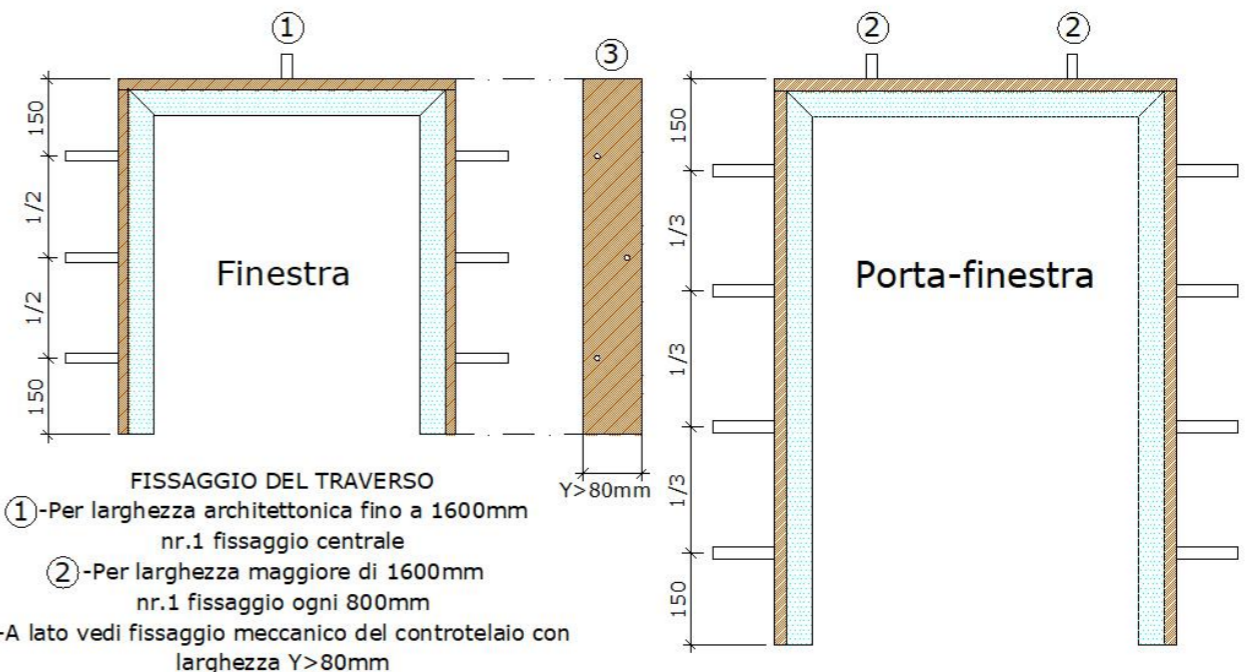 1
3
2
2
150
1/2
1/2
150
Finestra
Y>80mm
150
1/3
1/3
1/3
150
Porta-finestra
FISSAGGIO DEL TRAVERSO
1-Per larghezza architettonica fino a 1600mm
nr.1 fissaggio centrale
2-Per larghezza maggiore di 1600mm
nr.1 fissaggio ogni 800mm
-A lato vedi fissaggio meccanico del controtelaio con
larghezza Y>80mm